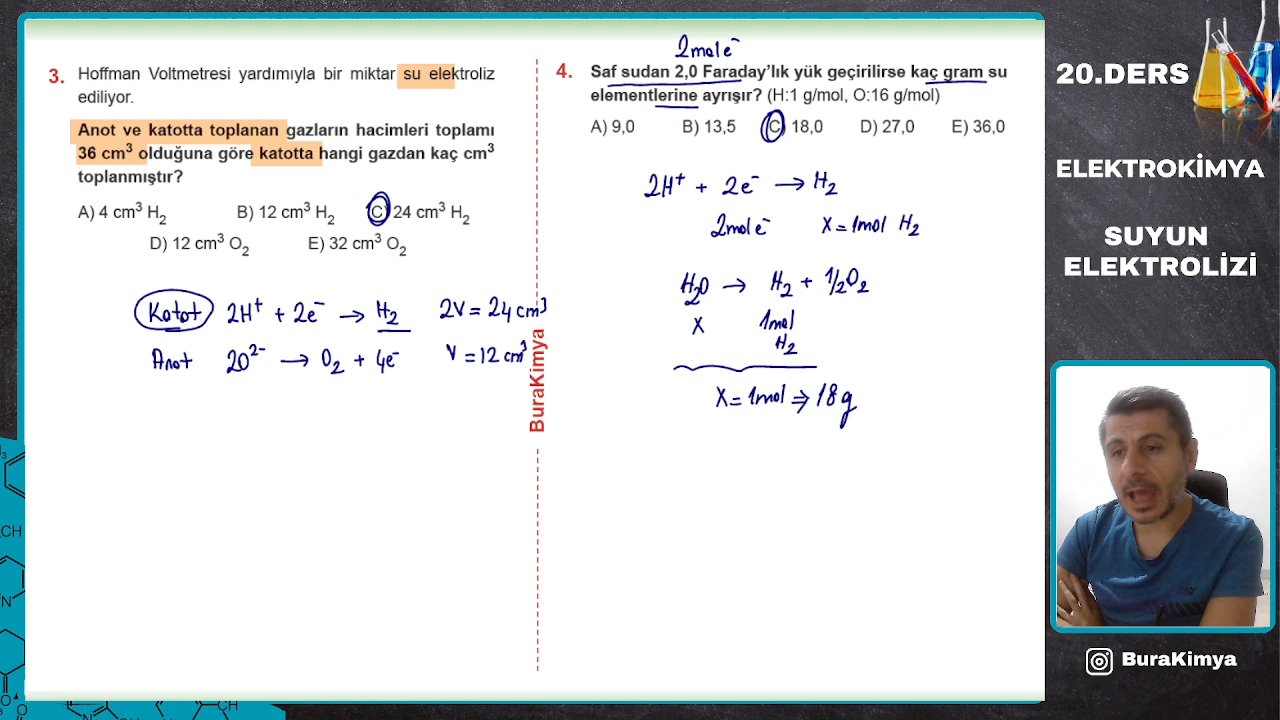 3. Hoffman Voltmetresi yardımıyla bir miktar su elektroliz
ediliyor.
Anot ve katotta toplanan gazların hacimleri toplamı
36 cm³ olduğuna göre katotta hangi gazdan kaç cm³
toplanmıştır?
A) 4 cm³ H₂ B) 12 cm³ H₂ C) 24 cm³ H₂
D) 12 cm³ O₂ E) 32 cm³ O₂
Katot 2H⁺ + 2e⁻ → H₂ 2V = 24 cm³
Anot 2O²⁻ → O₂ + 4e⁻ V = 12 cm³
BuraKimya
2mol e⁻
4. Saf sudan 2,0 Faraday'lık yük geçirilirse kaç gram su
elementlerine ayrışır? (H:1 g/mol, O:16 g/mol)
A) 9,0 B) 13,5 C) 18,0 D) 27,0 E) 36,0
2H⁺ + 2e⁻ → H₂
2mol e⁻ X = 1mol H₂
H₂O → H₂ + 1/2O₂
X 1mol
H₂
X = 1mol ⇒ 18g
20.DERS
ELEKTROKİMYA
SUYUN
ELEKTROLİZİ
BuraKimya
CH
N
O
O
N
CH